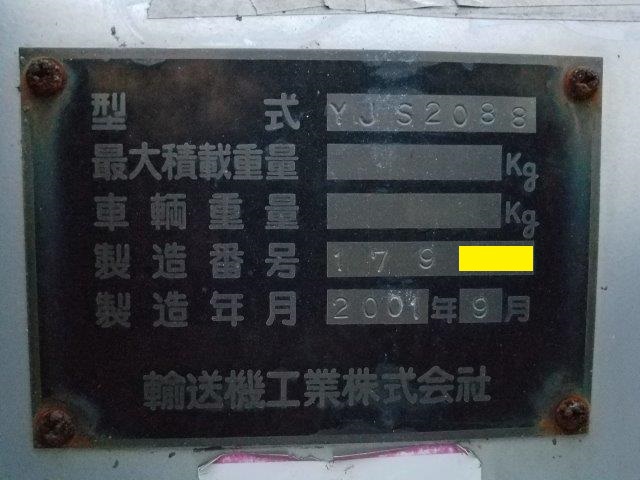 型式 YJS2088
最大積載重量 Kg
車輌重量 Kg
製造番号 179
製造年月 2001年9月
輸送機工業株式会社